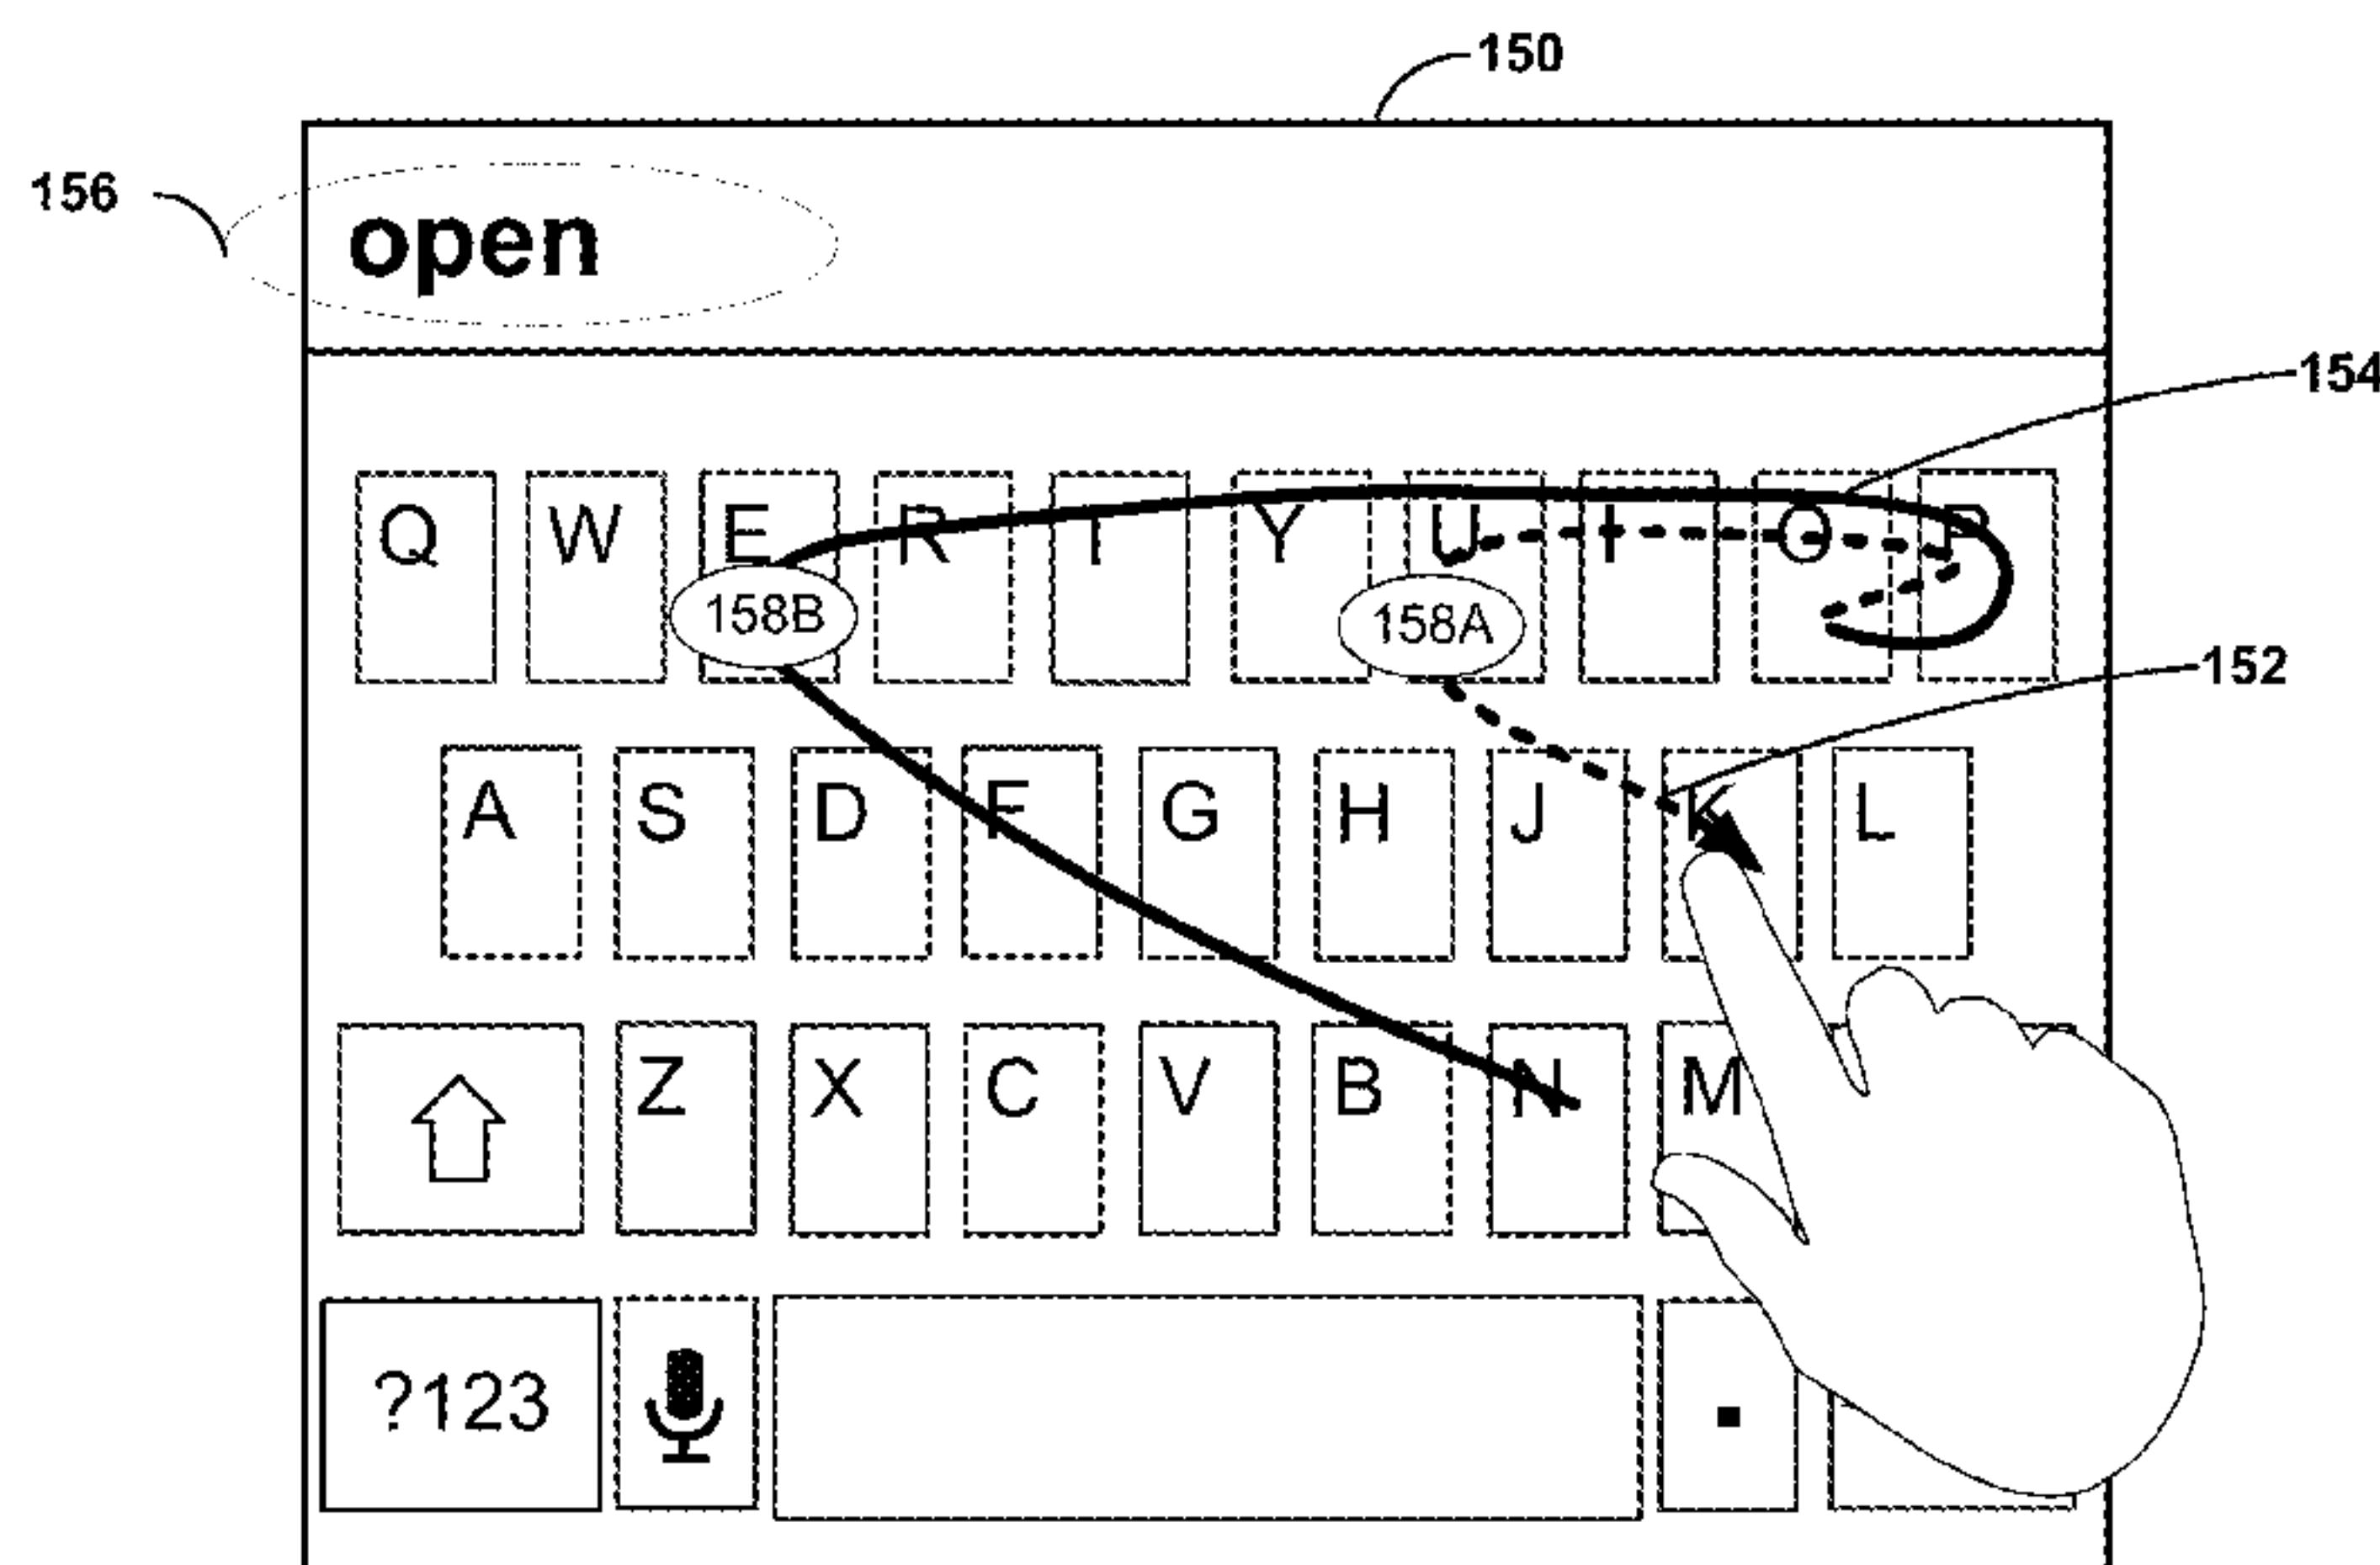 150
156
open
154
Q W E R T Y U I O P
158B 158A
152
A S D F G H J K L
Z X C V B N M
?123 .